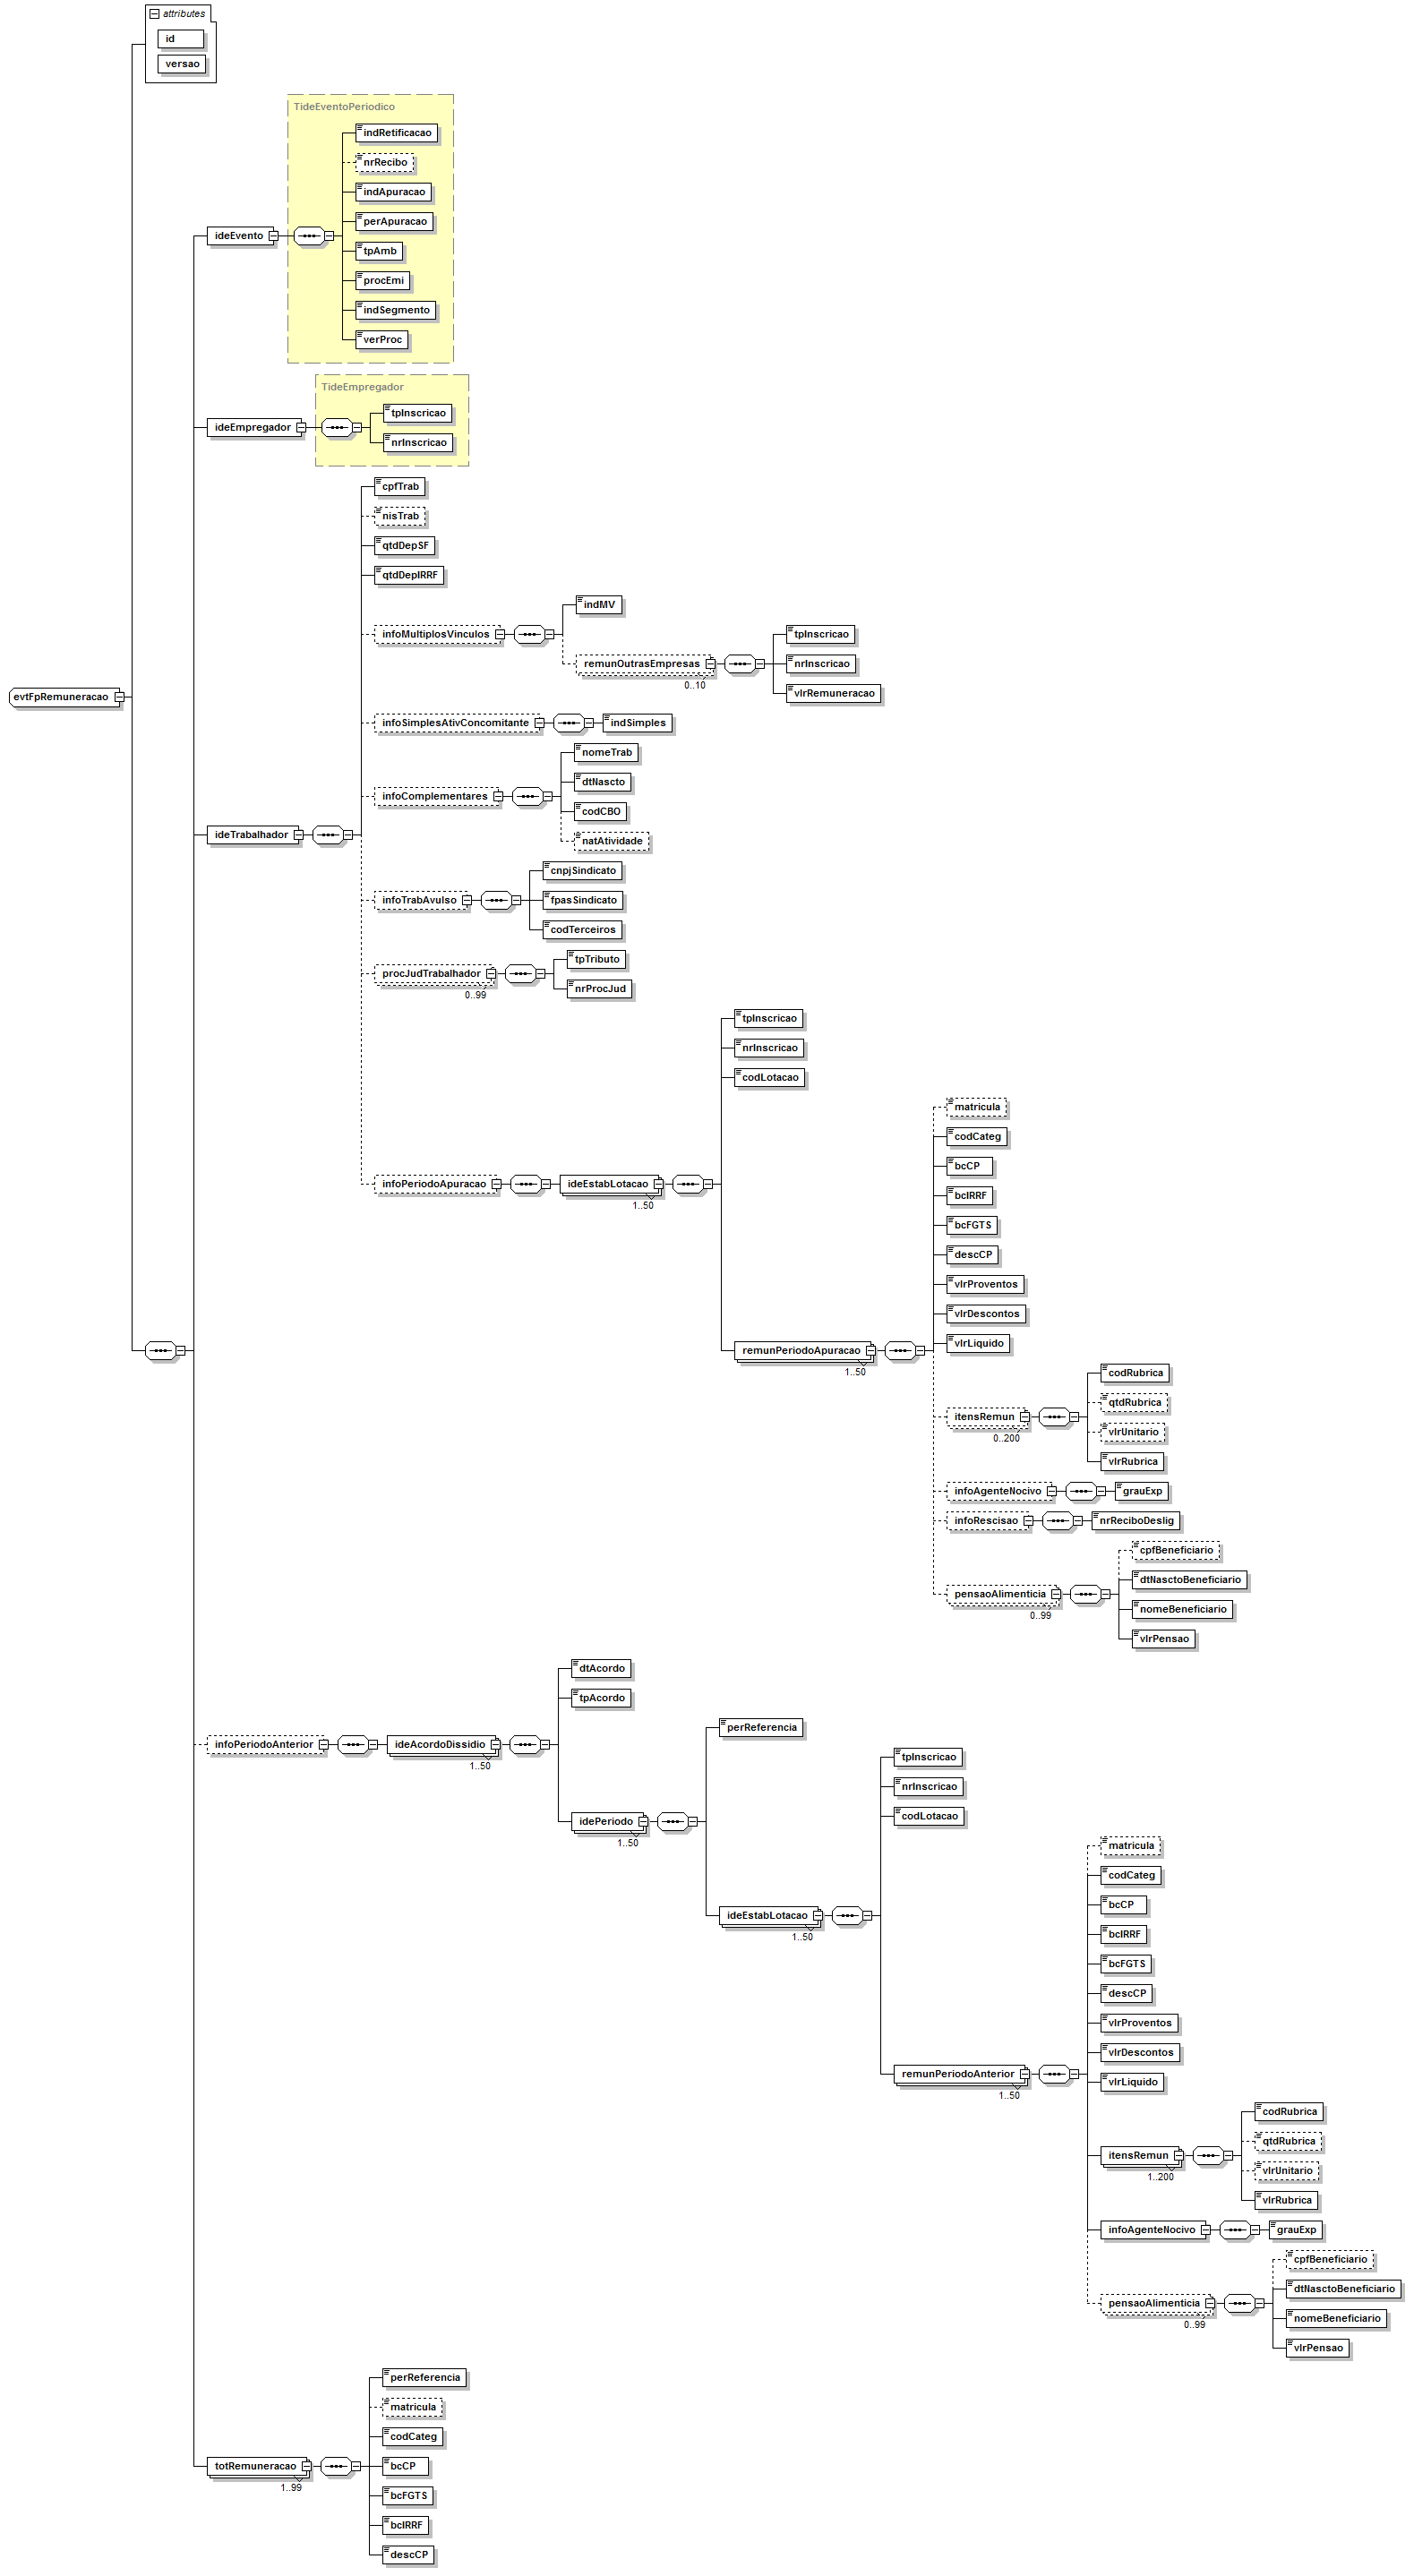 attributes
id
versao
TideEventoPeriodico
indRetificacao
nrRecibo
indApuracao
perApuracao
ideEvento
tpAmb
procEmi
indSegmento
verProc
TideEmpregador
tpInscricao
ideEmpregador
nrInscricao
cpfTrab
nisTrab
qtdDepSF
qtdDepIRRF
indMV
infoMultiplosVinculos
tpInscricao
remunOutrasEmpresas
0..10
nrInscricao
vlrRemuneracao
evtFpRemuneracao
infoSimplesAtivConcomitante
indSimples
nomeTrab
dtNascto
infoComplementares
codCBO
natAtividade
ideTrabalhador
cnpjSindicato
infoTrabAvulso
fpasSindicato
codTerceiros
tpTributo
procJudTrabalhador
0..99
nrProcJud
tpInscricao
nrInscricao
codLotacao
matricula
codCateg
bcCP
infoPeriodoApuracao
ideEstabLotacao
1..50
bcIRRF
bcFGTS
descCP
vlrProventos
vlrDescontos
vlrLiquido
remunPeriodoApuracao
1..50
codRubrica
qtdRubrica
itensRemun
0..200
vlrUnitario
vlrRubrica
infoAgenteNocivo
grauExp
infoRescisao
nrReciboDeslig
cpfBeneficiario
dtNasctoBeneficiario
pensaoAlimenticia
0..99
nomeBeneficiario
vlrPensao
dtAcordo
tpAcordo
infoPeriodoAnterior
ideAcordoDissidio
1..50
perReferencia
tpInscricao
nrInscricao
codLotacao
idePeriodo
1..50
matricula
codCateg
bcCP
ideEstabLotacao
1..50
bcIRRF
bcFGTS
descCP
vlrProventos
vlrDescontos
remunPeriodoAnterior
1..50
vlrLiquido
codRubrica
qtdRubrica
itensRemun
1..200
vlrUnitario
vlrRubrica
infoAgenteNocivo
grauExp
cpfBeneficiario
dtNasctoBeneficiario
pensaoAlimenticia
0..99
nomeBeneficiario
vlrPensao
perReferencia
matricula
codCateg
totRemuneracao
1..99
bcCP
bcFGTS
bcIRRF
descCP